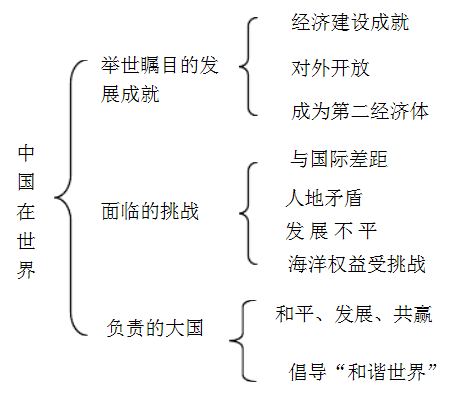 中国在世界
举世瞩目的发
展成就
经济建设成就
对外开放
成为第二经济体
面临的挑战
与国际差距
人地矛盾
发展不平
海洋权益受挑战
负责的大国
和平、发展、共赢
倡导“和谐世界”